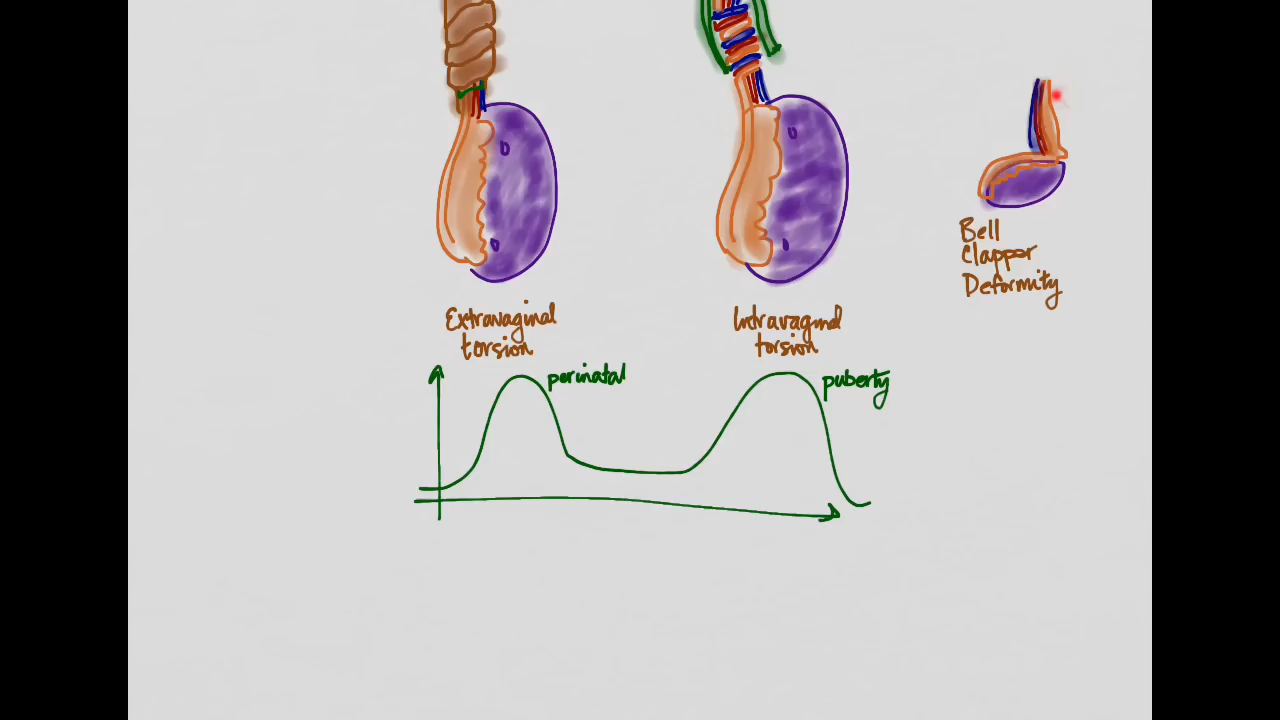 Extravaginal
torsion
Intravaginal
torsion
Bell
Clapper
Deformity
perinatal
puberty